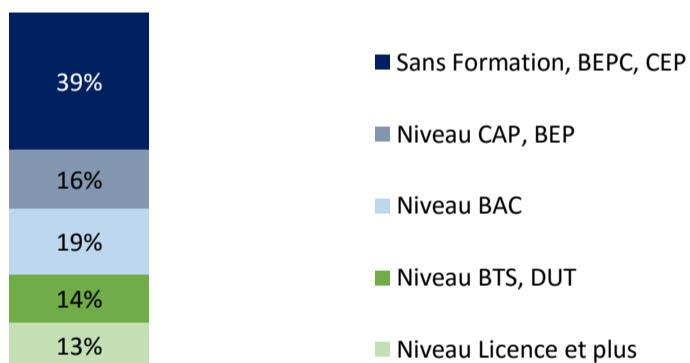 39%
16%
19%
14%
13%
Sans Formation, BEPC, CEP
Niveau CAP, BEP
Niveau BAC
Niveau BTS, DUT
Niveau Licence et plus